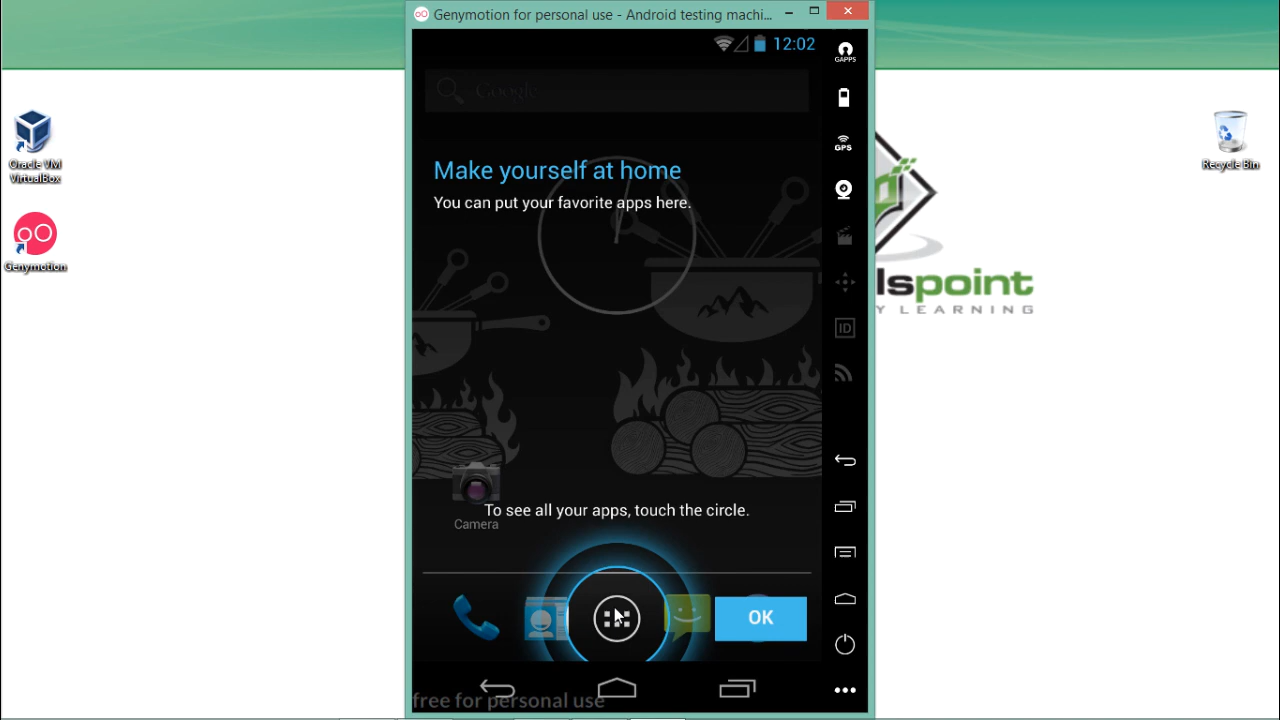 Genymotion for personal use - Android testing machi...
12:02
GAPPS
Google
GPS
Oracle VM
VirtualBox
Recycle Bin
Make yourself at home
You can put your favorite apps here.
Genymotion
lspoint
Y LEARNING
ID
To see all your apps, touch the circle.
Camera
OK
free for personal use